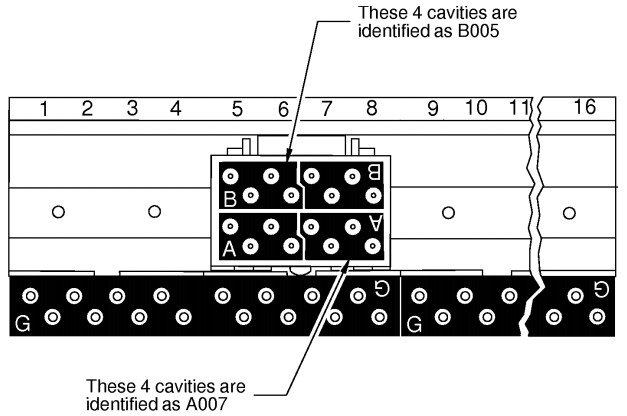 These 4 cavities are
identified as B005
1 2 3 4 5 6 7 8 9 10 11 16
B B
A A
G G G G
These 4 cavities are
identified as A007